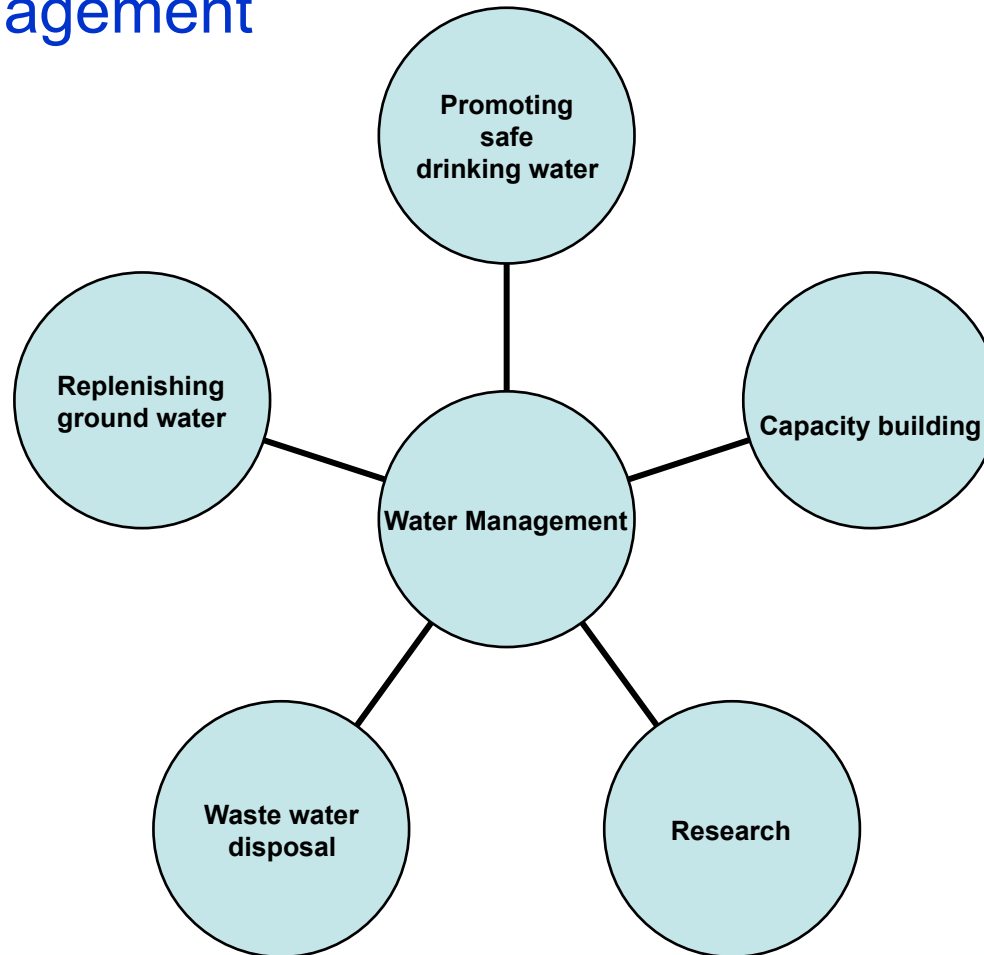 agement
Promoting
safe
drinking water
Replenishing
ground water
Capacity building
Water Management
Waste water
disposal
Research